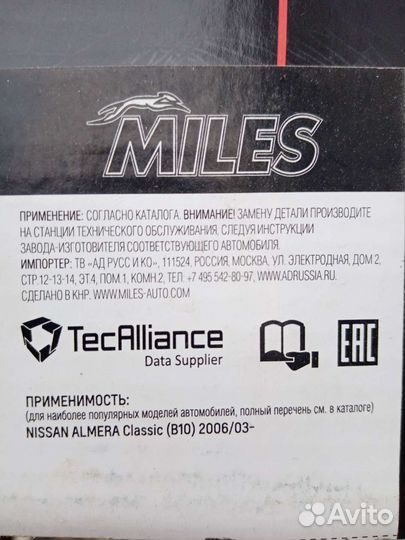 MILES
ПРИМЕНЕНИЕ: СОГЛАСНО КАТАЛОГА. ВНИМАНИЕ! ЗАМЕНУ ДЕТАЛИ ПРОИЗВОДИТЕ
НА СТАНЦИИ ТЕХНИЧЕСКОГО ОБСЛУЖИВАНИЯ, СЛЕДУЯ ИНСТРУКЦИИ
ЗАВОДА-ИЗГОТОВИТЕЛЯ СООТВЕТСТВУЮЩЕГО АВТОМОБИЛЯ.
ИМПОРТЕР: ТВ «АД РУСС И КО», 111524, РОССИЯ, МОСКВА, УЛ. ЭЛЕКТРОДНАЯ, ДОМ 2,
СТР.12-13-14, ЭТ.4, ПОМ.1, КОМН.2, ТЕЛ. +7 495 542-80-97, WWW.ADRUSSIA.RU.
СДЕЛАНО В КНР. WWW.MILES-AUTO.COM
TecAlliance
Data Supplier
EAC
ПРИМЕНИМОСТЬ:
(для наиболее популярных моделей автомобилей, полный перечень см. в каталоге)
NISSAN ALMERA Classic (B10) 2006/03-
Avito